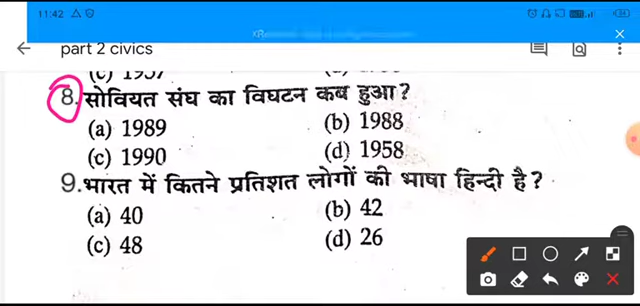 11:42
part 2 civics
8. सोवियत संघ का विघटन कब हुआ?
(a) 1989 (b) 1988
(c) 1990 (d) 1958
9. भारत में कितने प्रतिशत लोगों की भाषा हिन्दी है?
(a) 40 (b) 42
(c) 48 (d) 26